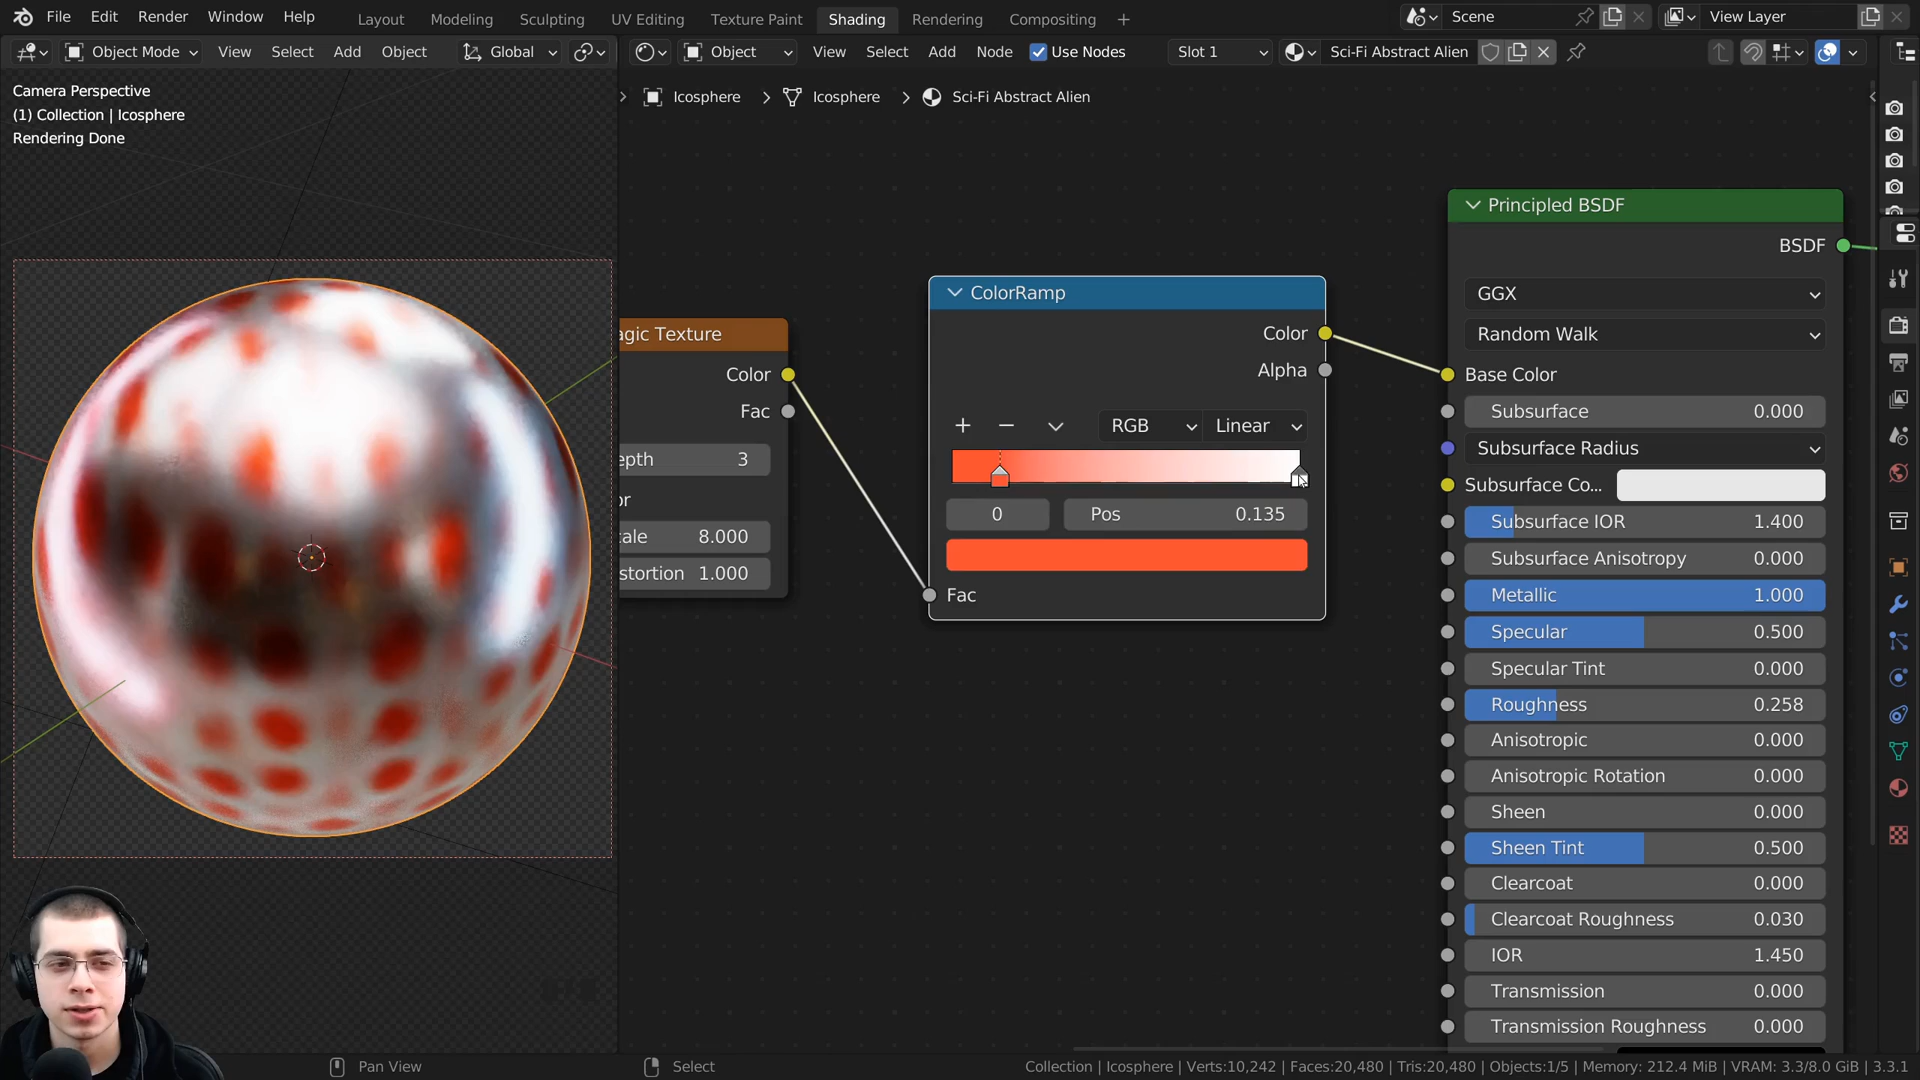 File Edit Render Window Help Layout Modeling Sculpting UV Editing Texture Paint Shading Rendering Compositing + Scene View Layer
Object Mode View Select Add Object Global Object View Select Add Node Use Nodes Slot 1 Sci-Fi Abstract Alien
Camera Perspective
(1) Collection | Icosphere
Rendering Done
Icosphere > Icosphere > Sci-Fi Abstract Alien
agic Texture
Color
Fac
epth 3
or
ale 8.000
stortion 1.000
ColorRamp
Color
Alpha
+ − RGB Linear
0 Pos 0.135
Fac
Principled BSDF
BSDF
GGX
Random Walk
Base Color
Subsurface 0.000
Subsurface Radius
Subsurface Co...
Subsurface IOR 1.400
Subsurface Anisotropy 0.000
Metallic 1.000
Specular 0.500
Specular Tint 0.000
Roughness 0.258
Anisotropic 0.000
Anisotropic Rotation 0.000
Sheen 0.000
Sheen Tint 0.500
Clearcoat 0.000
Clearcoat Roughness 0.030
IOR 1.450
Transmission 0.000
Transmission Roughness 0.000
Pan View Select Collection | Icosphere | Verts:10,242 | Faces:20,480 | Tris:20,480 | Objects:1/5 | Memory: 212.4 MiB | VRAM: 3.3/8.0 GiB | 3.3.1